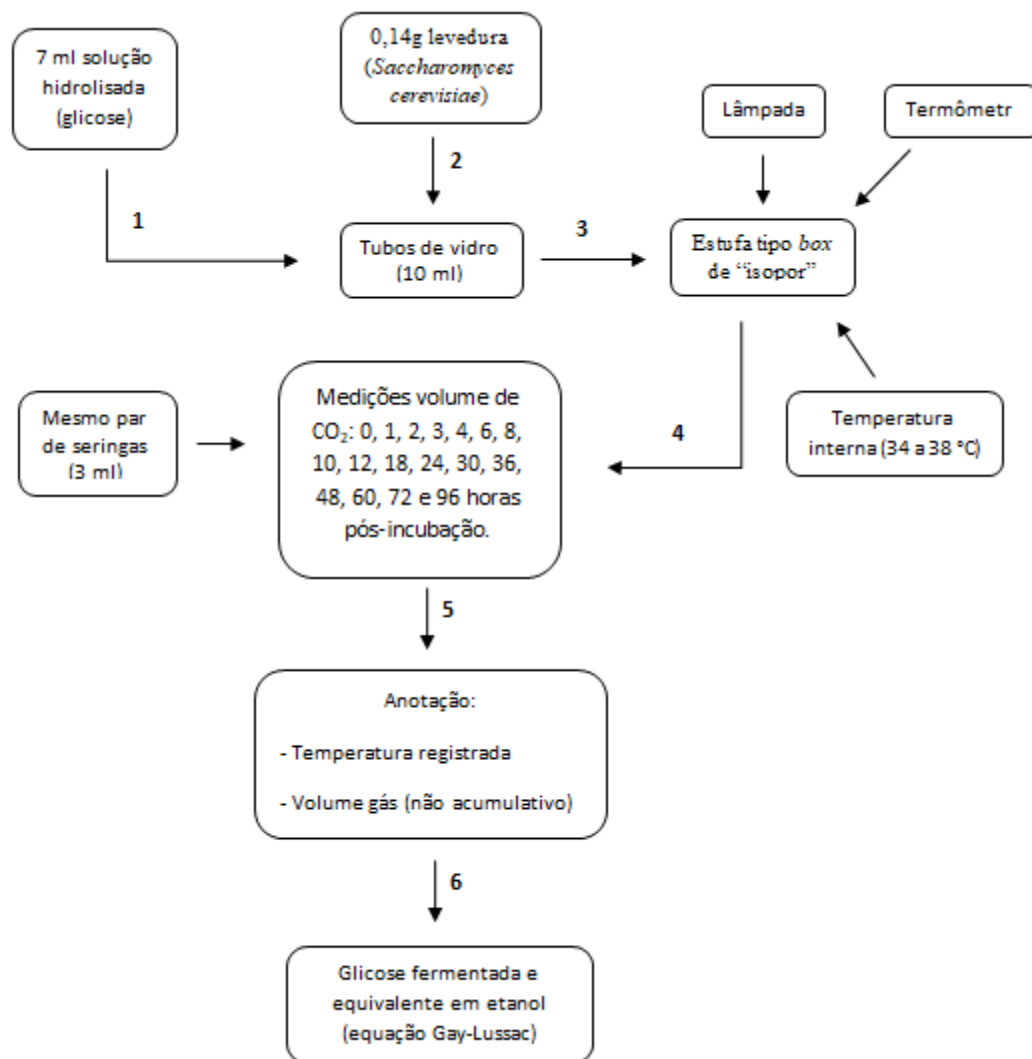 7 ml solução
hidrolisada
(glicose)
0,14g levedura
(Saccharomyces
cerevisiae)
Lâmpada
Termômetr
1
2
Tubos de vidro
(10 ml)
3
Estufa tipo box
de “isopor”
Mesmo par
de seringas
(3 ml)
Medições volume de
CO₂: 0, 1, 2, 3, 4, 6, 8,
10, 12, 18, 24, 30, 36,
48, 60, 72 e 96 horas
pós-incubação.
4
Temperatura
interna (34 a 38 °C)
5
Anotação:
- Temperatura registrada
- Volume gás (não acumulativo)
6
Glicose fermentada e
equivalente em etanol
(equação Gay-Lussac)